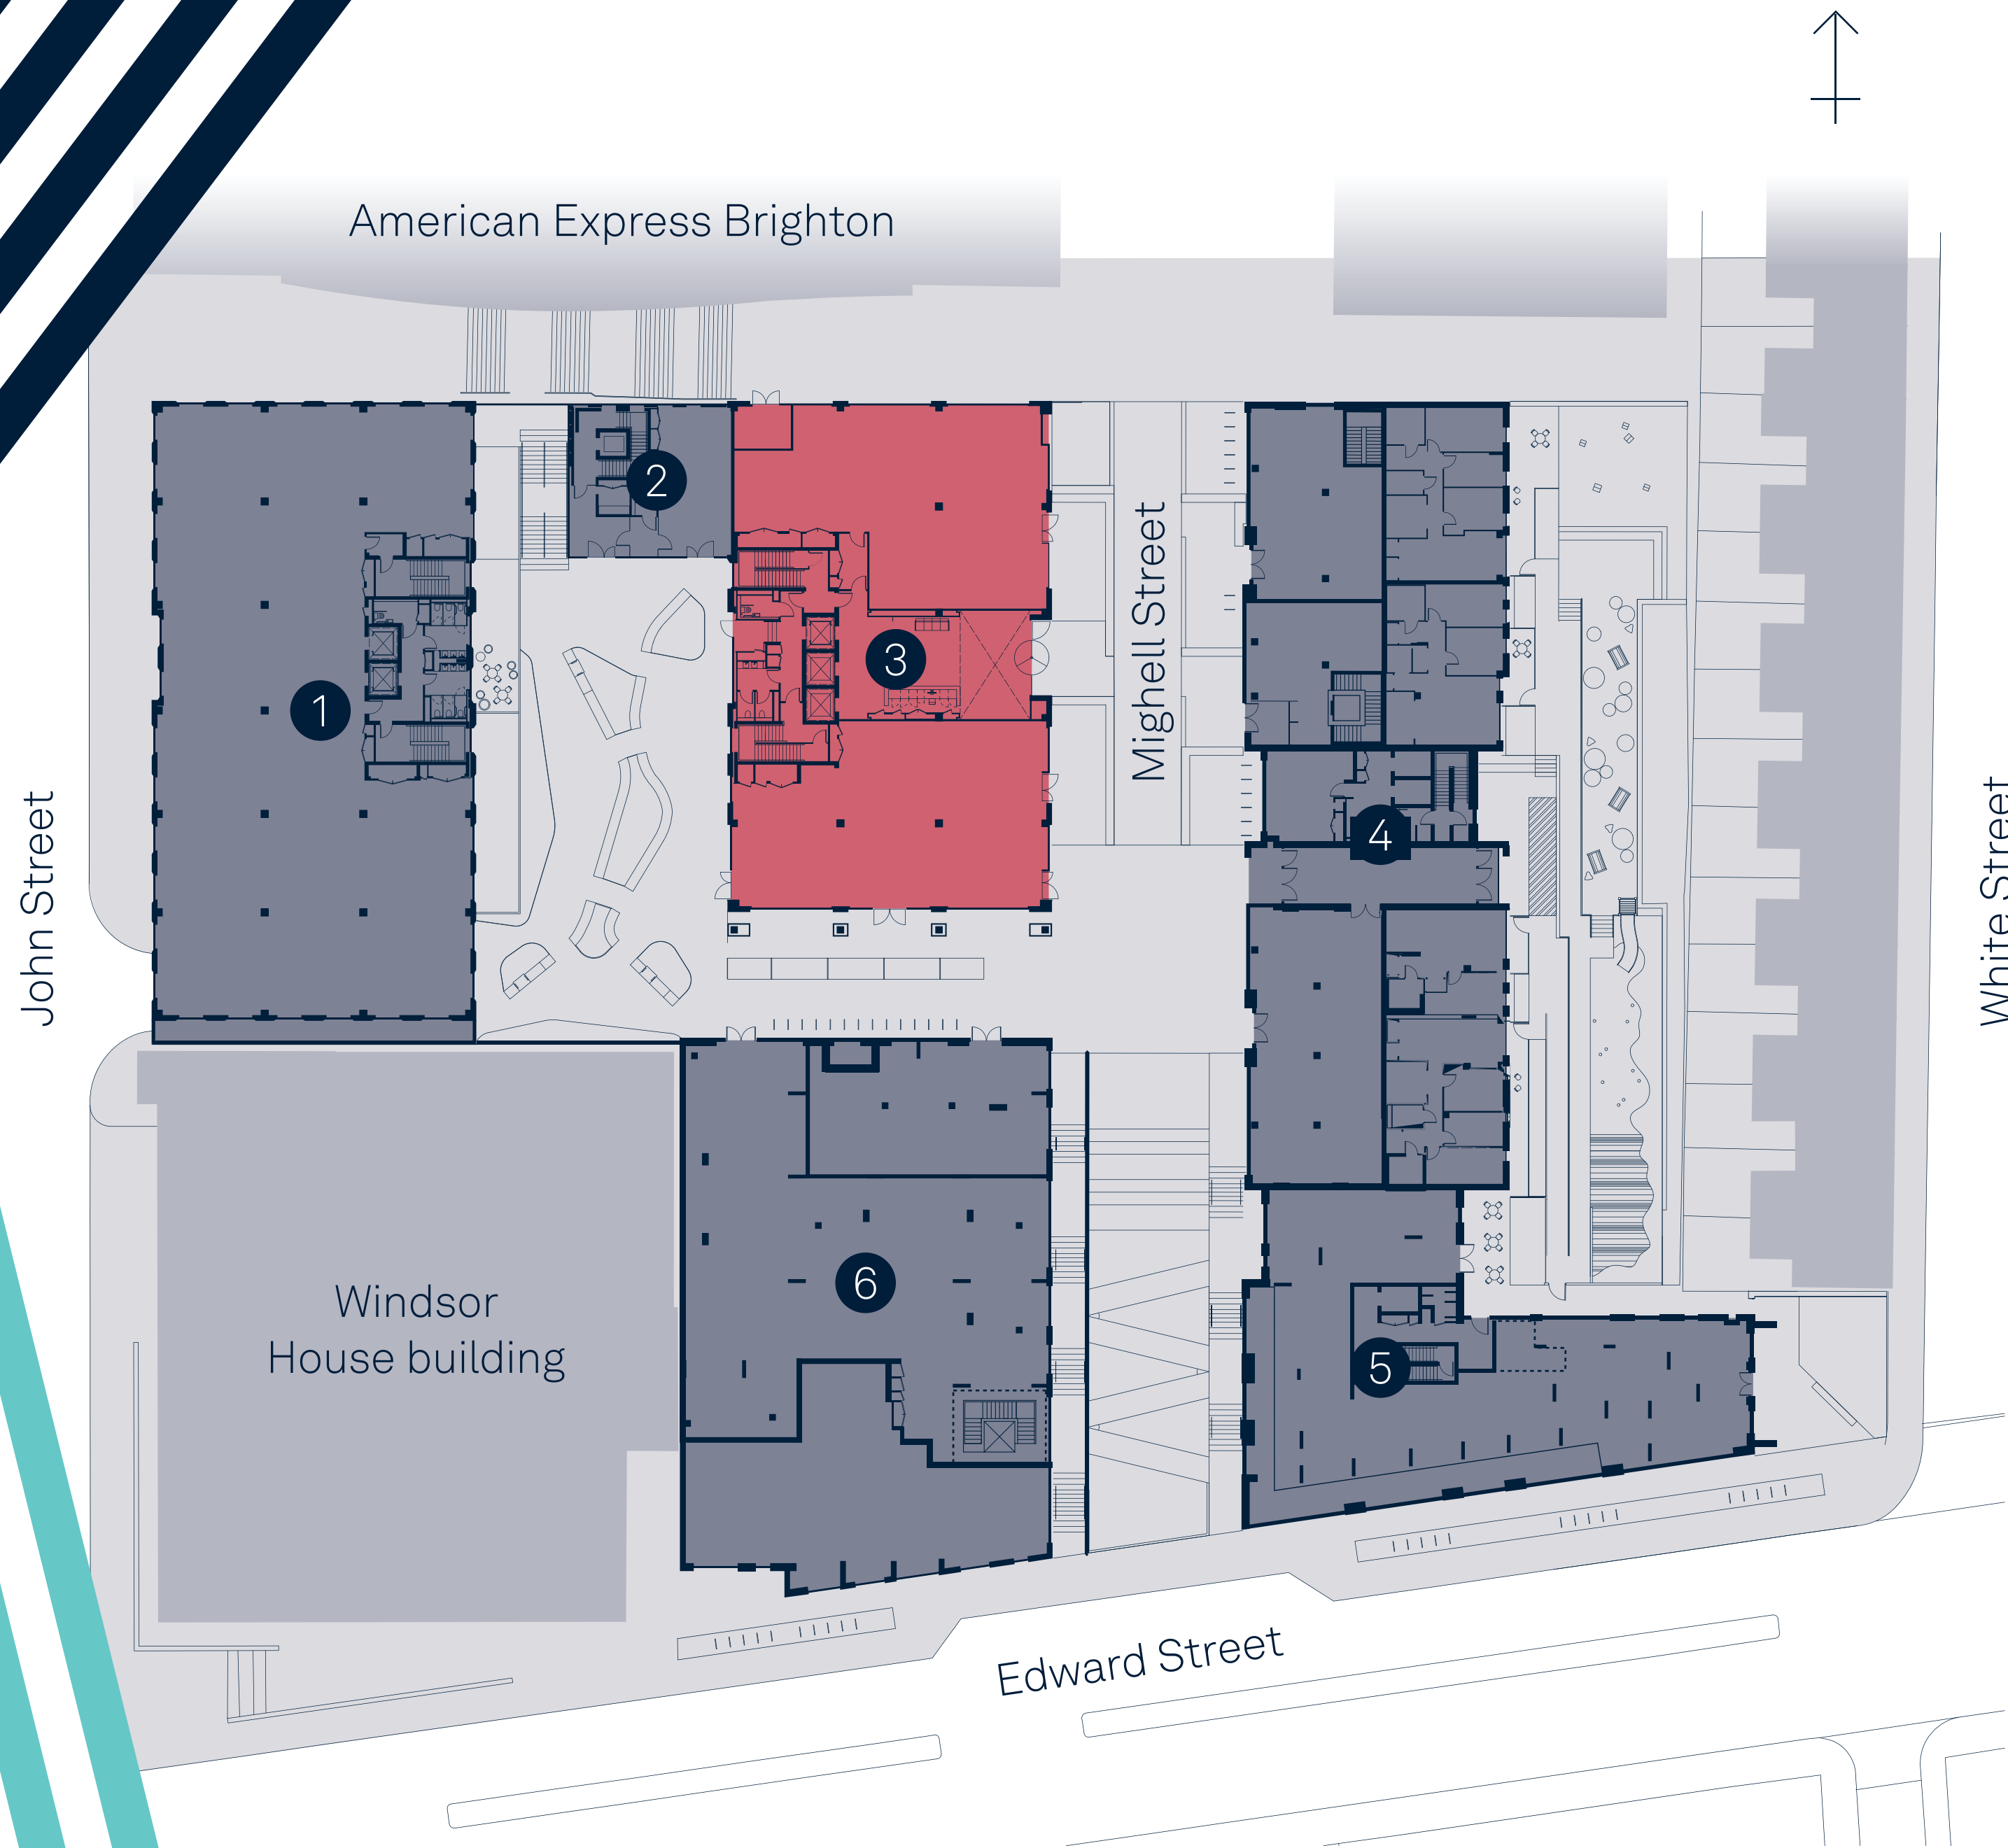 American Express Brighton
2
3
Mighell Street
1
4
John Street
White Street
6
Windsor
House building
5
Edward Street